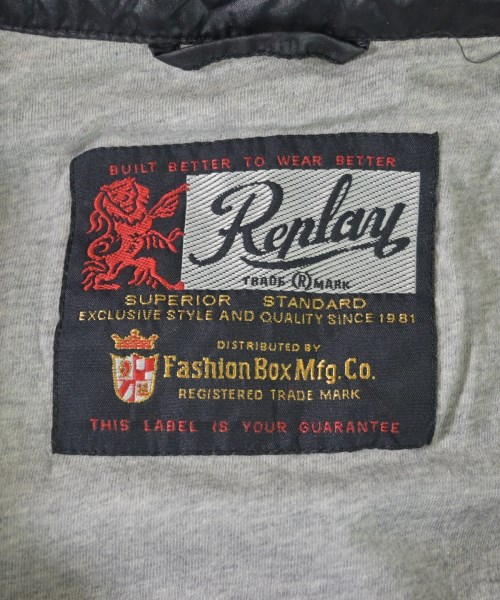 BUILT BETTER TO WEAR BETTER
Replay
TRADE ® MARK
SUPERIOR STANDARD
EXCLUSIVE STYLE AND QUALITY SINCE 1981
DISTRIBUTED BY
Fashion Box Mfg. Co.
REGISTERED TRADE MARK
THIS LABEL IS YOUR GUARANTEE